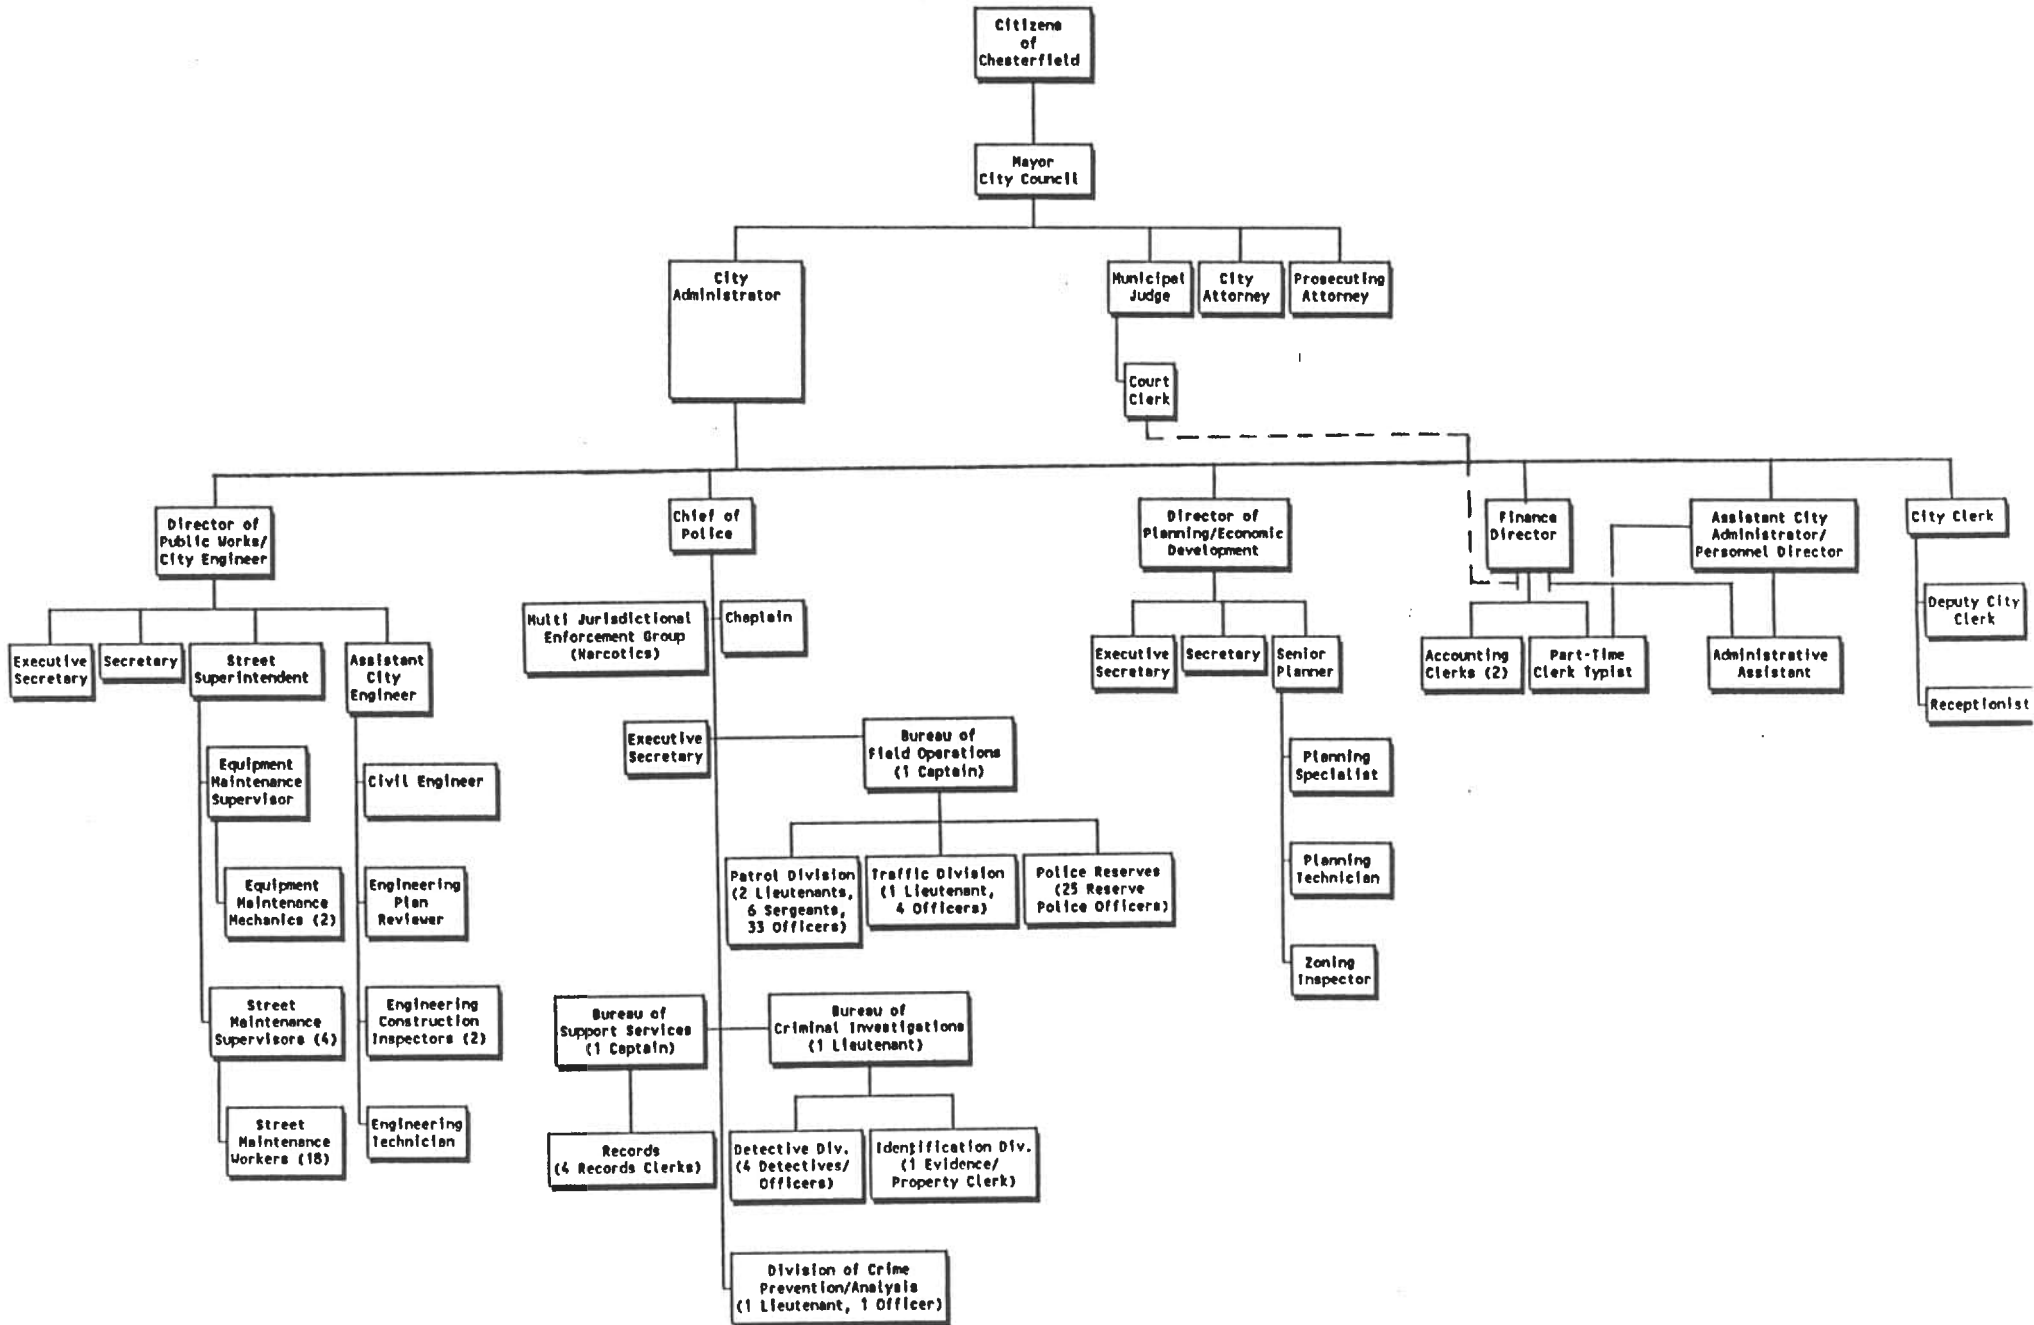 Citizens
of
Chesterfield
Mayor
City Council
City
Administrator
Municipal
Judge
City
Attorney
Prosecuting
Attorney
Court
Clerk
Director of
Public Works/
City Engineer
Chief of
Police
Director of
Planning/Economic
Development
Finance
Director
Assistant City
Administrator/
Personnel Director
City Clerk
Executive
Secretary
Secretary
Street
Superintendent
Assistant
City
Engineer
Multi Jurisdictional
Enforcement Group
(Narcotics)
Chaplain
Executive
Secretary
Secretary
Senior
Planner
Accounting
Clerks (2)
Part-Time
Clerk Typist
Administrative
Assistant
Deputy City
Clerk
Receptionist
Equipment
Maintenance
Supervisor
Civil Engineer
Executive
Secretary
Bureau of
Field Operations
(1 Captain)
Planning
Specialist
Equipment
Maintenance
Mechanics (2)
Engineering
Plan
Reviewer
Patrol Division
(2 Lieutenants,
6 Sergeants,
33 Officers)
Traffic Division
(1 Lieutenant,
4 Officers)
Police Reserves
(25 Reserve
Police Officers)
Planning
Technician
Zoning
Inspector
Street
Maintenance
Supervisors (4)
Engineering
Construction
Inspectors (2)
Bureau of
Support Services
(1 Captain)
Bureau of
Criminal Investigations
(1 Lieutenant)
Street
Maintenance
Workers (18)
Engineering
Technician
Records
(4 Records Clerks)
Detective Div.
(4 Detectives/
Officers)
Identification Div.
(1 Evidence/
Property Clerk)
Division of Crime
Prevention/Analysis
(1 Lieutenant, 1 Officer)